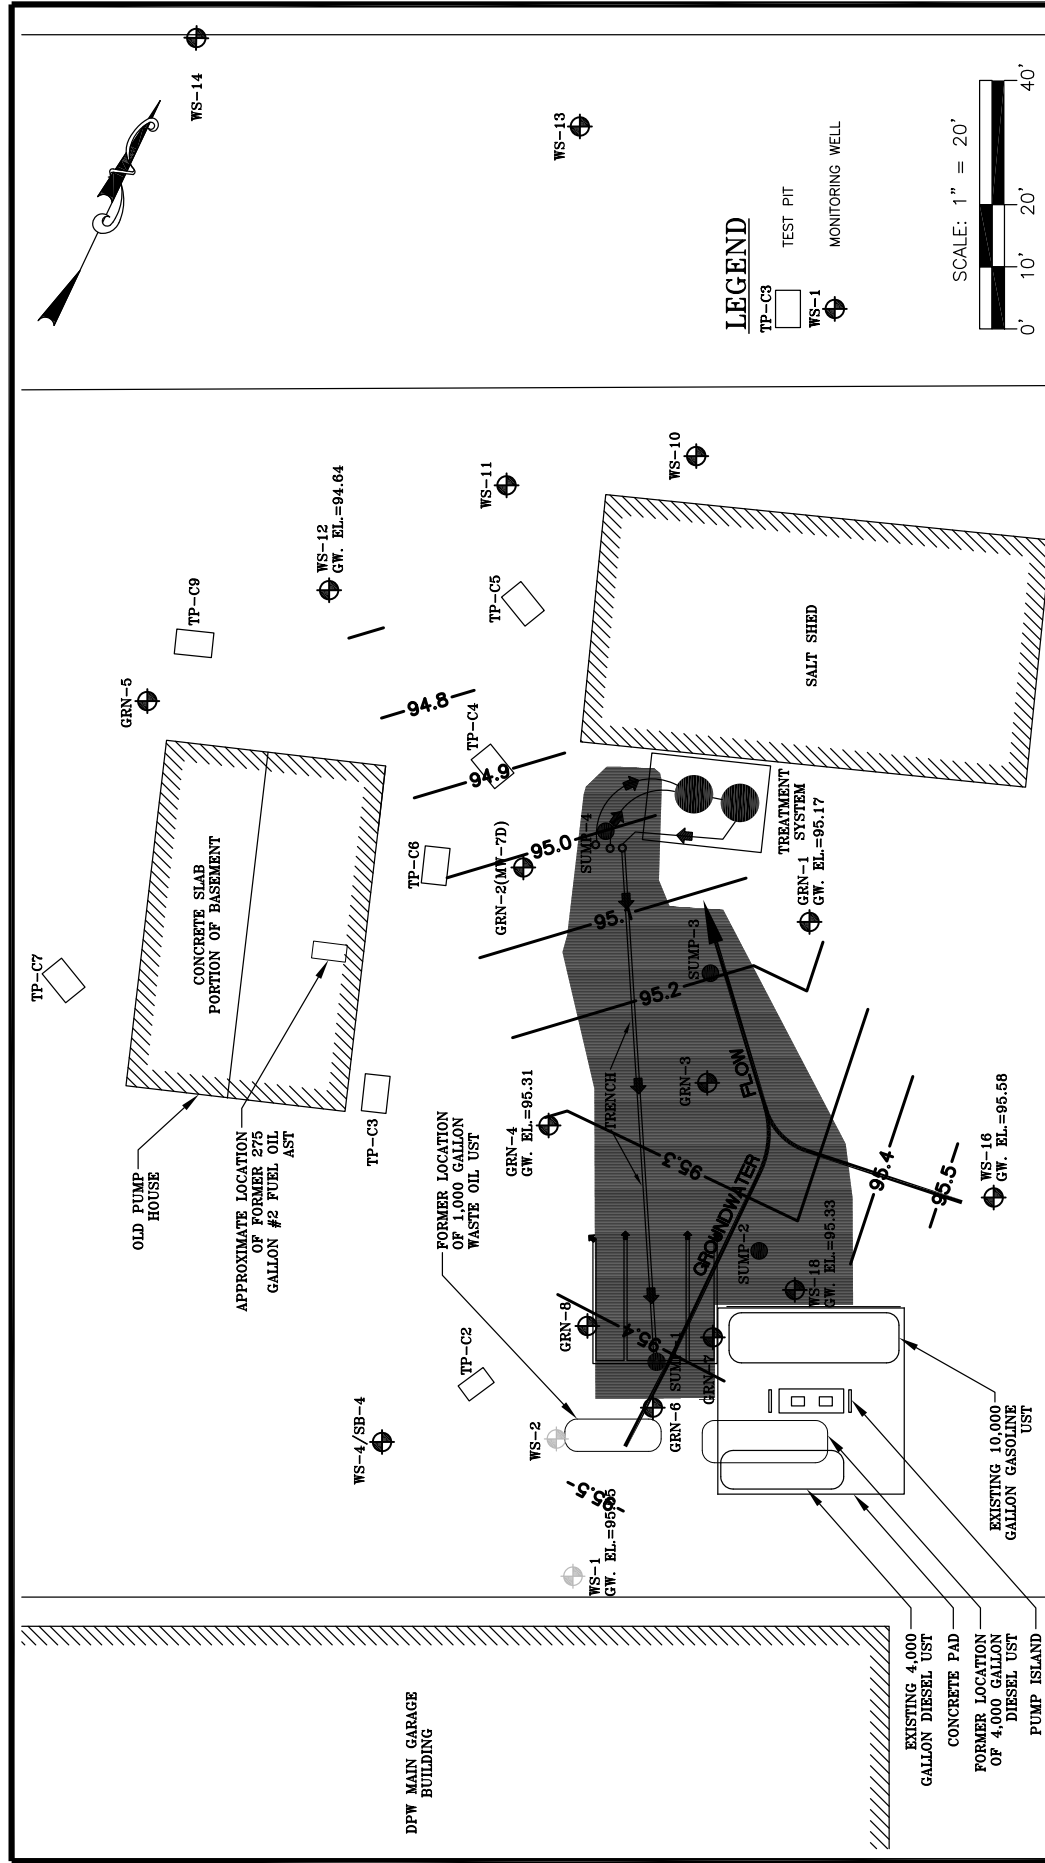 WS-14
WS-13
LEGEND
TP-C3
TEST PIT
WS-1
MONITORING WELL
SCALE: 1" = 20'
0'
10'
20'
40'
WS-10
WS-11
WS-12
GW. EL.=94.64
TP-C9
TP-C5
GRN-5
SALT SHED
94.8
TP-C4
94.9
CONCRETE SLAB
PORTION OF BASEMENT
TP-C6
95.0
GRN-2(MW-7D)
SUMP-4
TREATMENT
SYSTEM
GRN-1
GW. EL.=95.17
TP-C7
95.1
SUMP-3
95.2
OLD PUMP
HOUSE
APPROXIMATE LOCATION
OF FORMER 275
GALLON #2 FUEL OIL
AST
TP-C3
GRN-4
GW. EL.=95.31
TRENCH
GRN-3
FLOW
95.3
GROUNDWATER
SUMP-2
95.4
95.5
WS-16
GW. EL.=95.58
FORMER LOCATION
OF 1,000 GALLON
WASTE OIL UST
WS-18
GW. EL.=95.33
GRN-8
95.4
TP-C2
SUMP-1
GRN-7
GRN-6
WS-4/SB-4
WS-2
95.5
WS-1
GW. EL.=95.55
EXISTING 10,000
GALLON GASOLINE
UST
DPW MAIN GARAGE
BUILDING
EXISTING 4,000
GALLON DIESEL UST
CONCRETE PAD
FORMER LOCATION
OF 4,000 GALLON
DIESEL UST
PUMP ISLAND